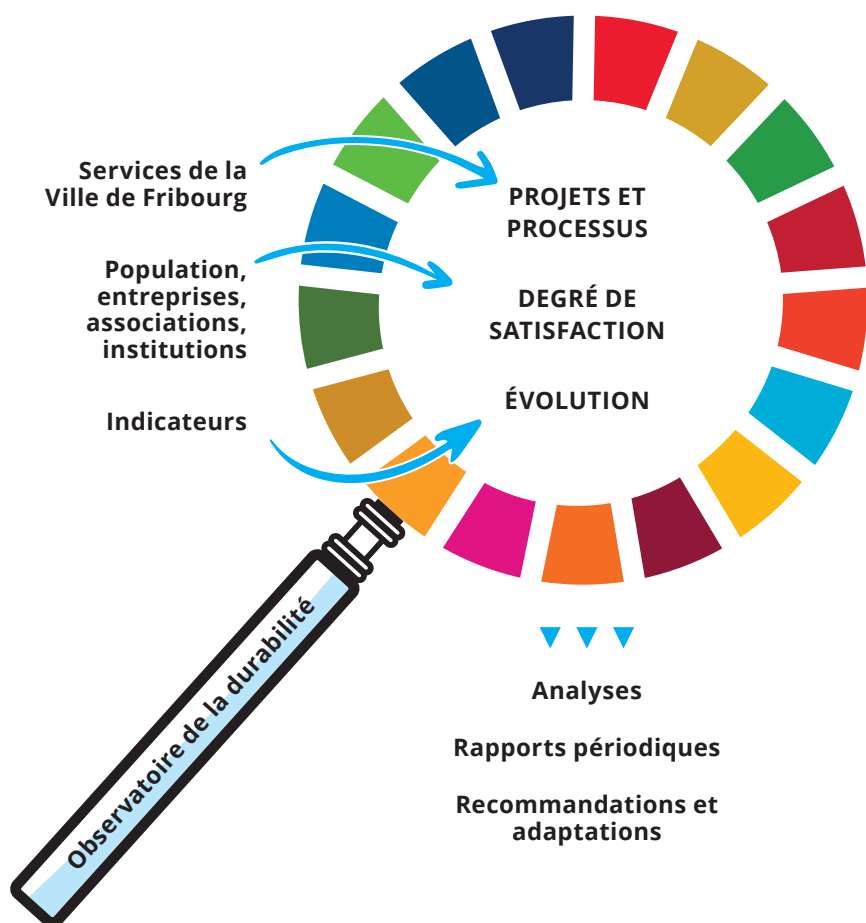 Services de la
Ville de Fribourg
PROJETS ET
PROCESSUS
Population,
entreprises,
associations,
institutions
DEGRÉ DE
SATISFACTION
Indicateurs
ÉVOLUTION
Observatoire de la durabilité
Analyses
Rapports périodiques
Recommandations et
adaptations